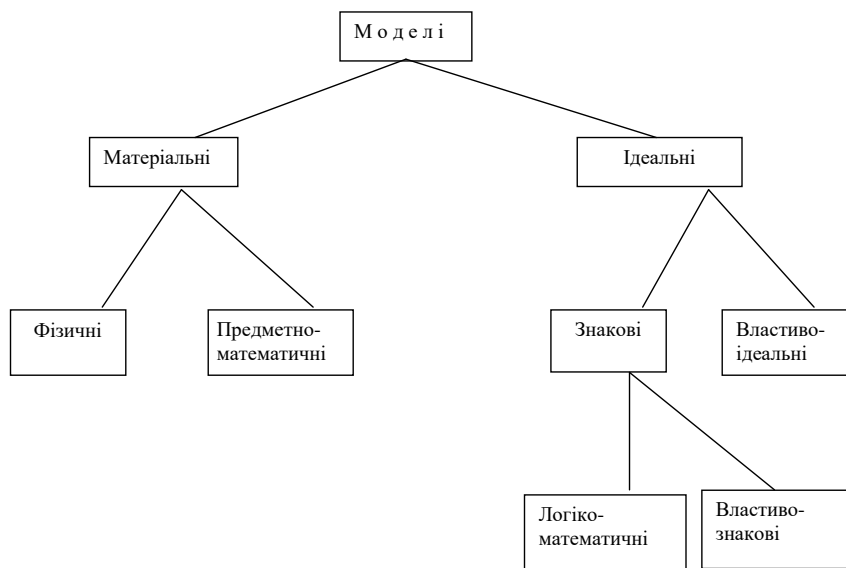 М о д е л і
Матеріальні
Ідеальні
Фізичні
Предметно-
математичні
Знакові
Властиво-
ідеальні
Логіко-
математичні
Властиво-
знакові